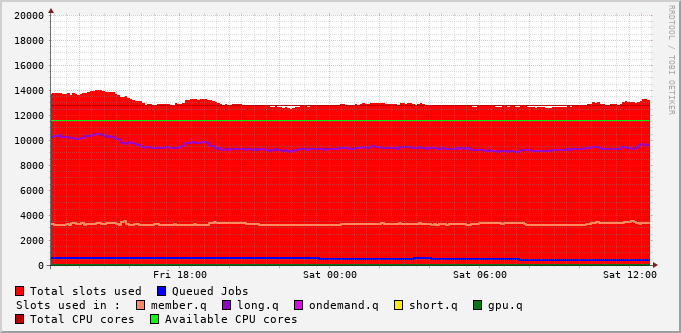 RRDTOOL / TOBI OETIKER
20000
18000
16000
14000
12000
10000
8000
6000
4000
2000
0
Fri 18:00 Sat 00:00 Sat 06:00 Sat 12:00
Total slots used Queued Jobs
Slots used in : member.q long.q ondemand.q short.q gpu.q
Total CPU cores Available CPU cores